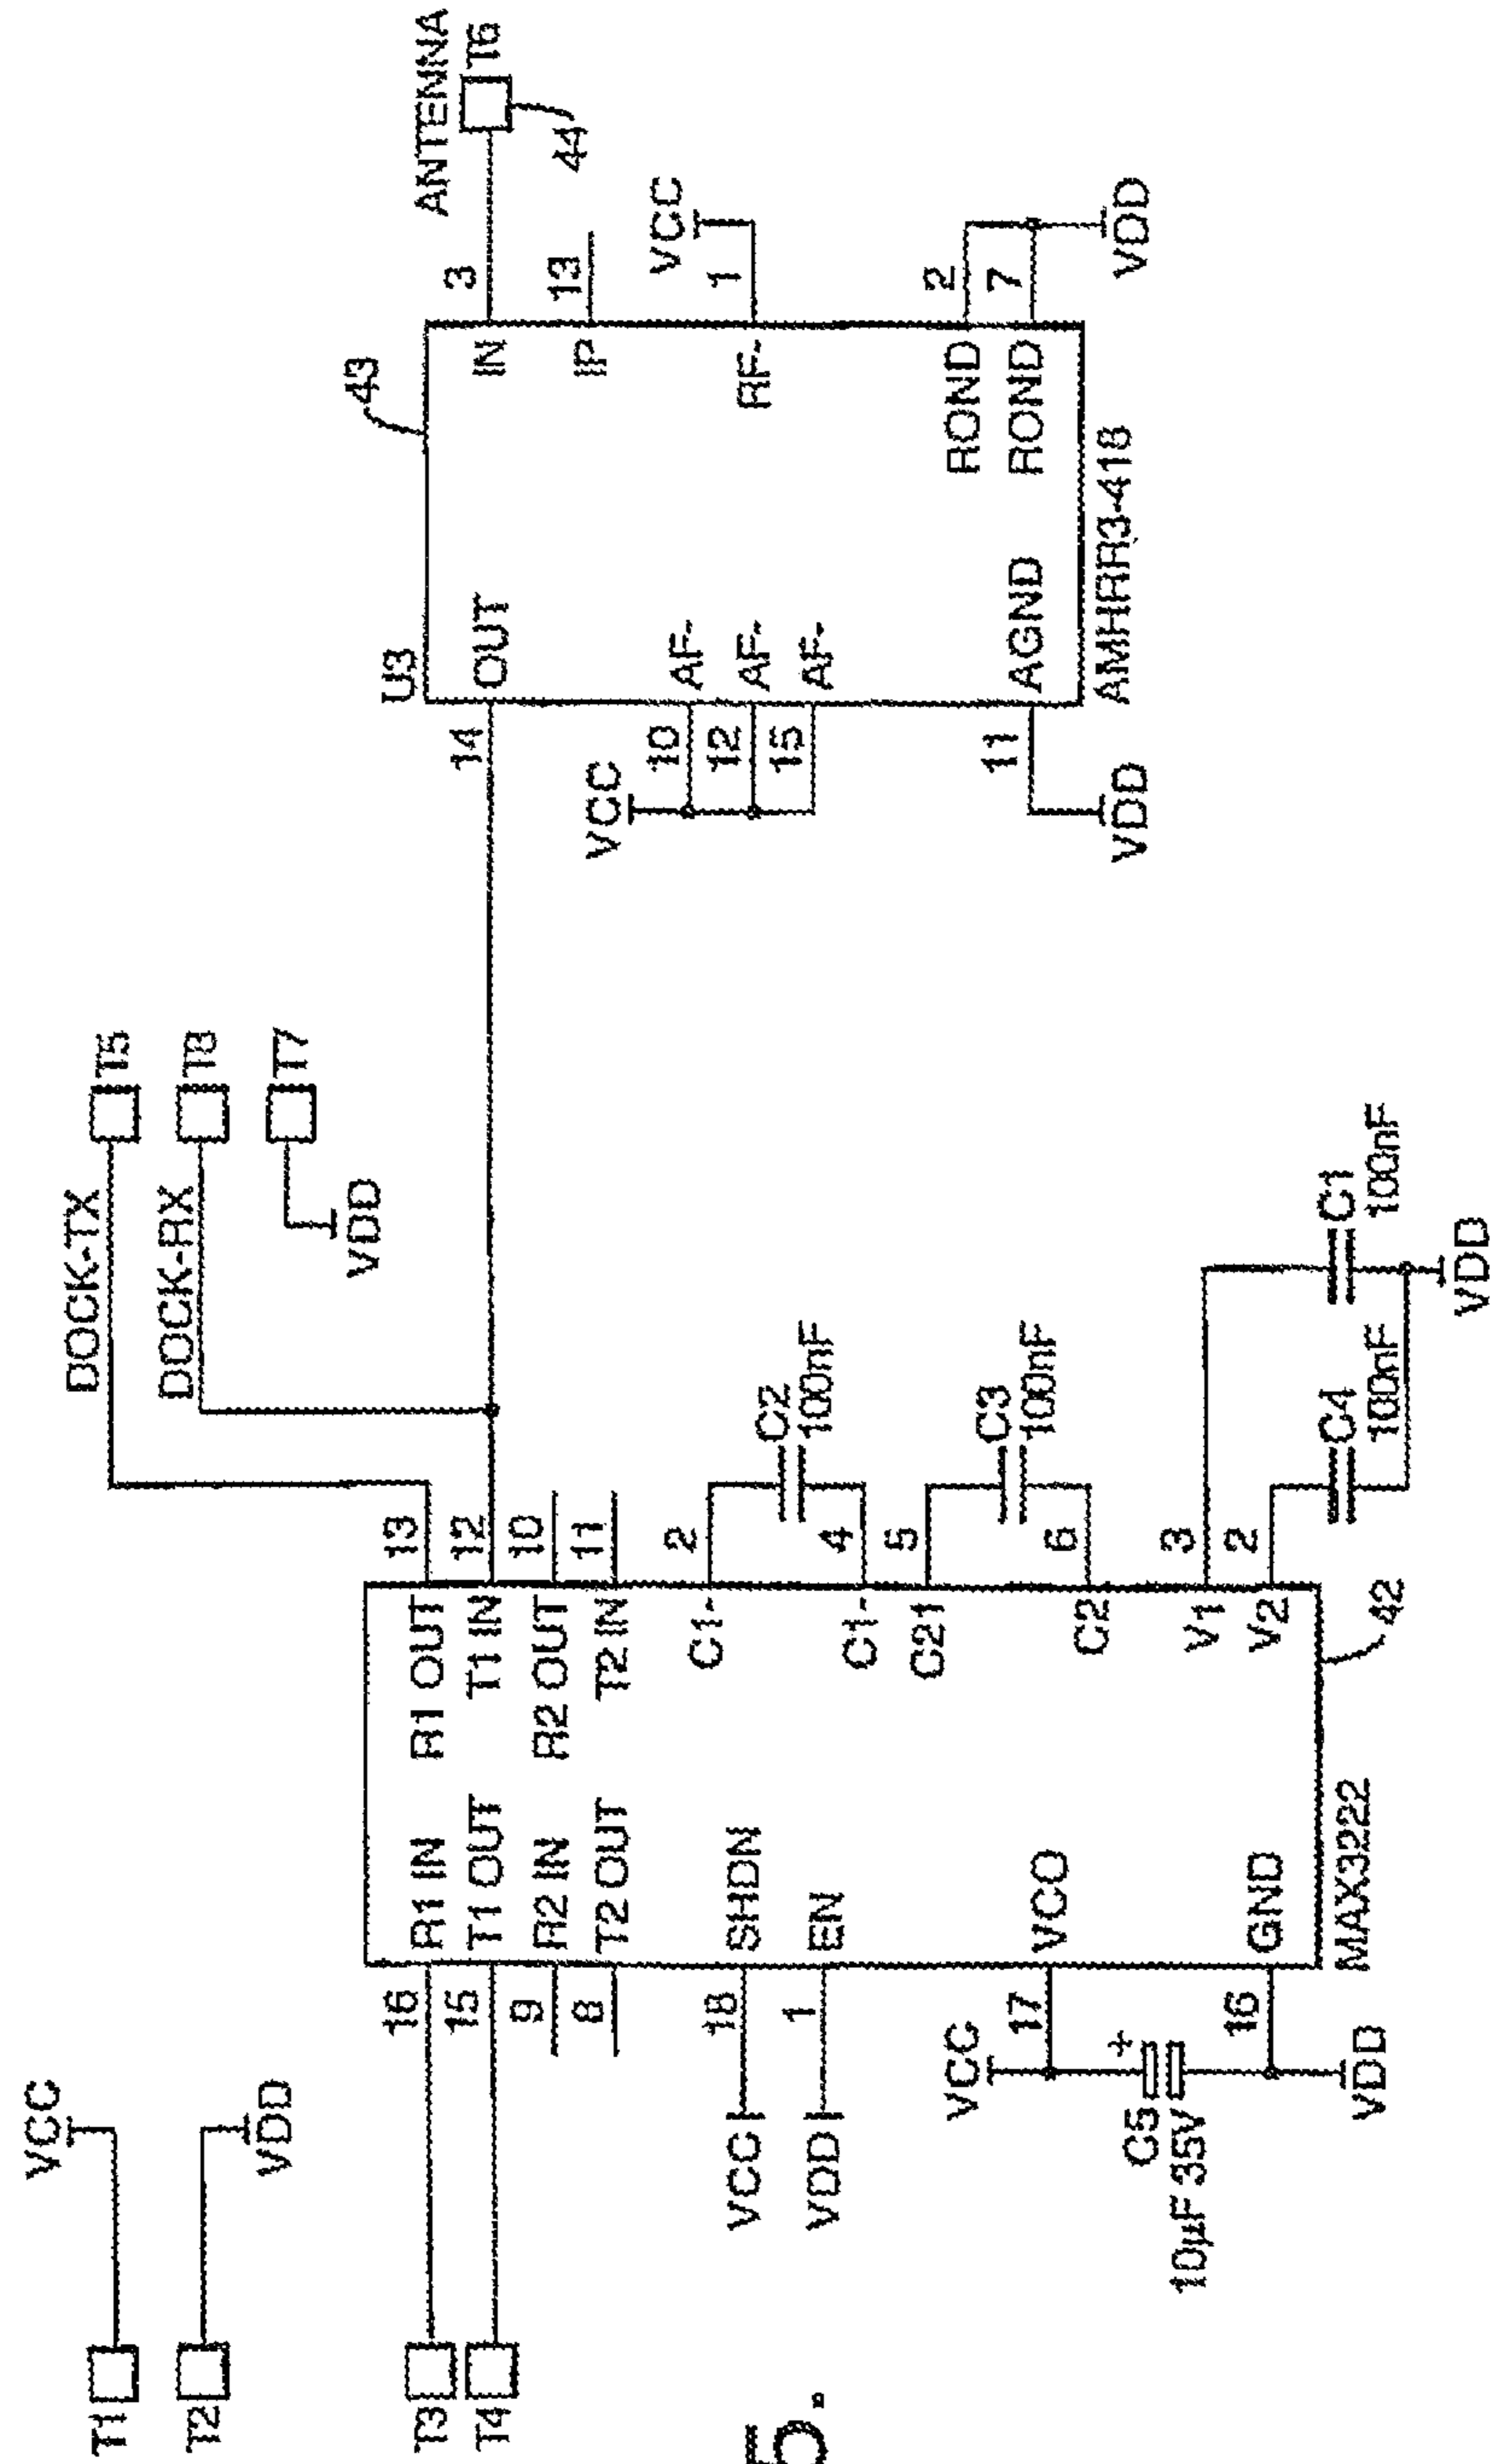 VCC
T1
T2
VDD
T3
T4
16
15
9
8
R1 IN
T1 OUT
R2 IN
T2 OUT
R1 OUT
T1 IN
R2 OUT
T2 IN
13
12
10
11
DOCK-TX
T5
DOCK-RX
T8
T7
VDD
VCC
18
SHDN
VDD
1
EN
VCC
17
VCO
C5
+
10µF 35V
16
GND
VDD
MAX3222
42
C1-
2
C2
100nF
C1-
4
C21
5
C3
100nF
C2
6
V1
3
V2
2
C4
100nF
C1
100nF
VDD
U3
43
14
OUT
IN
3
ANTENNA
T6
44
IP
13
VCC
10
AF-
12
AF-
15
AF-
RF-
1
VCC
11
AGND
VDD
ROND
2
ROND
7
VDD
AMHRR3-418
5.